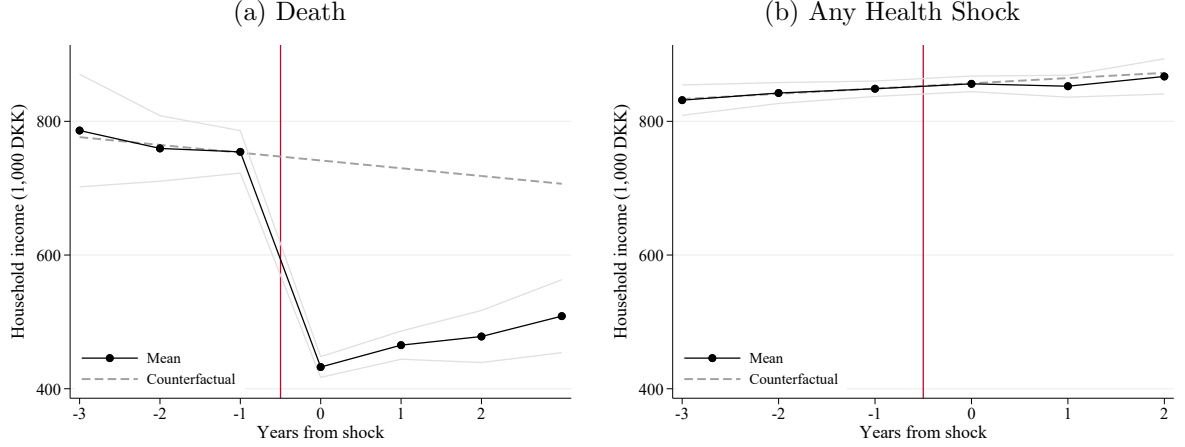 (a) Death
Household income (1,000 DKK)
800
600
400
Mean
Counterfactual
-3 -2 -1 0 1 2
Years from shock
(b) Any Health Shock
Household income (1,000 DKK)
800
600
400
Mean
Counterfactual
-3 -2 -1 0 1 2
Years from shock